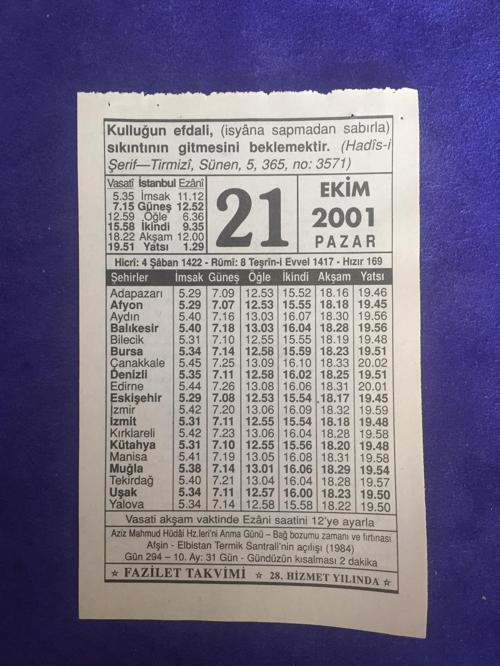 Kulluğun efdali, (isyâna sapmadan sabırla)
sıkıntının gitmesini beklemektir. (Hadîs-i
Şerif—Tirmizî, Sünen, 5, 365, no: 3571)
Vasatî İstanbul Ezânî
5.35 İmsak 11.12
7.15 Güneş 12.52
12.59 Öğle 6.36
15.58 İkindi 9.35
18.22 Akşam 12.00
19.51 Yatsı 1.29
21
EKİM
2001
PAZAR
Hicrî: 4 Şâban 1422 - Rûmî: 8 Teşrîn-i Evvel 1417 - Hızır 169
Şehirler İmsak Güneş Öğle İkindi Akşam Yatsı
Adapazarı 5.29 7.09 12.53 15.52 18.16 19.46
Afyon 5.29 7.07 12.55 15.55 18.18 19.45
Aydın 5.40 7.16 13.03 16.07 18.30 19.56
Balıkesir 5.40 7.18 13.03 16.04 18.28 19.56
Bilecik 5.31 7.10 12.55 15.55 18.19 19.48
Bursa 5.34 7.14 12.58 15.59 18.23 19.51
Çanakkale 5.45 7.25 13.09 16.10 18.33 20.02
Denizli 5.35 7.11 12.58 16.02 18.25 19.51
Edirne 5.44 7.26 13.08 16.06 18.31 20.01
Eskişehir 5.29 7.08 12.53 15.54 18.17 19.45
İzmir 5.42 7.20 13.06 16.09 18.32 19.59
İzmit 5.31 7.11 12.55 15.54 18.18 19.48
Kırklareli 5.42 7.23 13.06 16.04 18.28 19.58
Kütahya 5.31 7.10 12.55 15.56 18.20 19.48
Manisa 5.41 7.19 13.05 16.08 18.31 19.58
Muğla 5.38 7.14 13.01 16.06 18.29 19.54
Tekirdağ 5.40 7.21 13.04 16.04 18.28 19.57
Uşak 5.34 7.11 12.57 16.00 18.23 19.50
Yalova 5.34 7.14 12.58 15.58 18.22 19.50
Vasati akşam vaktinde Ezâni saatini 12'ye ayarla
Aziz Mahmud Hüdâi Hz.leri'ni Anma Günü – Bağ bozumu zamanı ve fırtınası
Afşin - Elbistan Termik Santrali'nin açılışı (1984)
Gün 294 – 10. Ay: 31 Gün - Gündüzün kısalması 2 dakika
★ FAZİLET TAKVİMİ ☆ 28. HİZMET YILINDA ★